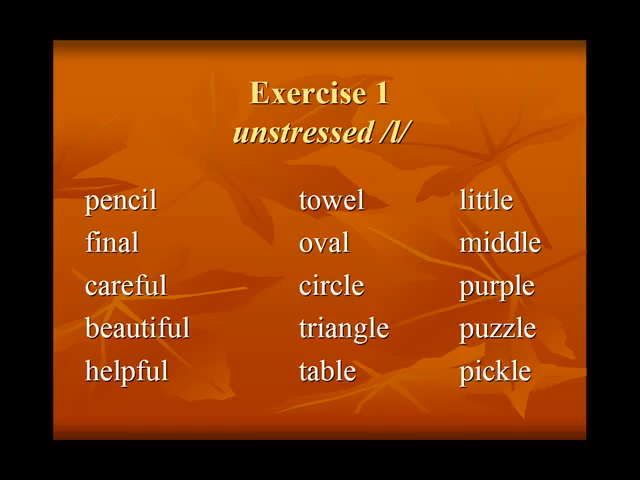 Exercise 1
unstressed /l/
pencil towel little
final oval middle
careful circle purple
beautiful triangle puzzle
helpful table pickle